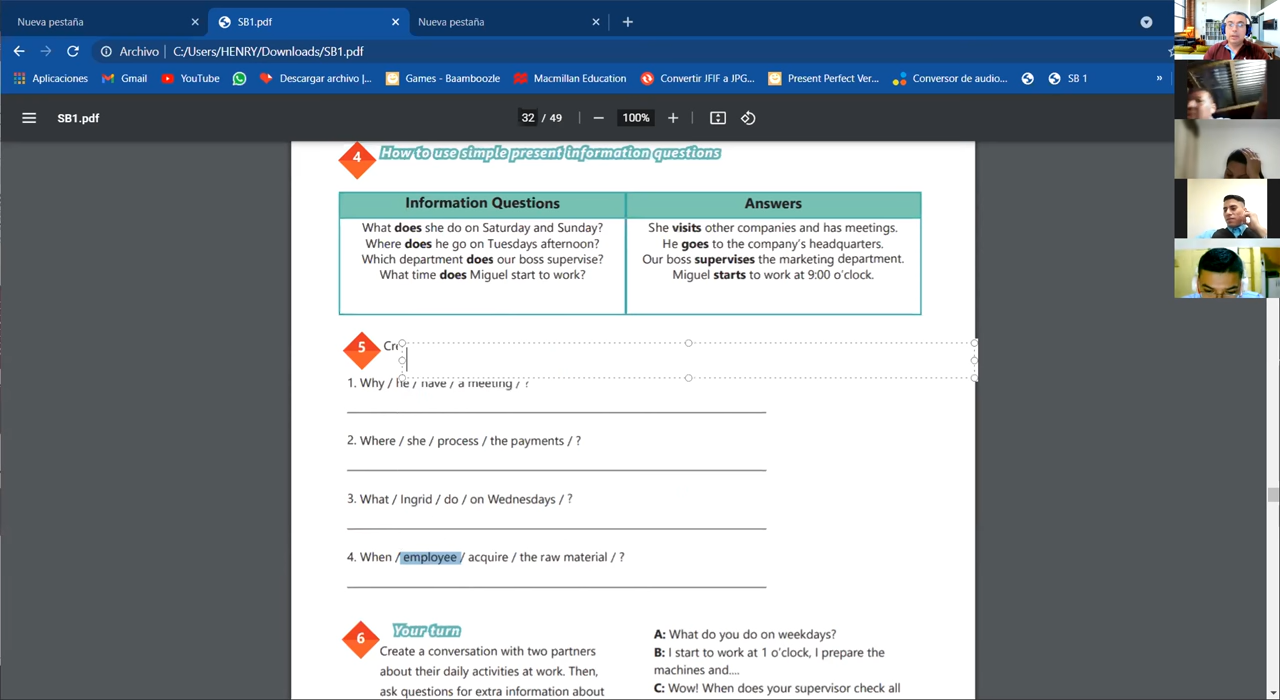 Nueva pestaña
SB1.pdf
Nueva pestaña
Archivo
C:/Users/HENRY/Downloads/SB1.pdf
Aplicaciones
Gmail
YouTube
Descargar archivo |...
Games - Baamboozle
Macmillan Education
Convertir JFIF a JPG...
Present Perfect Ver...
Conversor de audio...
SB 1
»
SB1.pdf
32 / 49
100%
4 How to use simple present information questions
Information Questions
What does she do on Saturday and Sunday?
Where does he go on Tuesdays afternoon?
Which department does our boss supervise?
What time does Miguel start to work?
Answers
She visits other companies and has meetings.
He goes to the company's headquarters.
Our boss supervises the marketing department.
Miguel starts to work at 9:00 o'clock.
5
1. Why / he / have / a meeting / ?
2. Where / she / process / the payments / ?
3. What / Ingrid / do / on Wednesdays / ?
4. When / employee / acquire / the raw material / ?
6 Your turn
Create a conversation with two partners
about their daily activities at work. Then,
ask questions for extra information about
A: What do you do on weekdays?
B: I start to work at 1 o'clock, I prepare the
machines and....
C: Wow! When does your supervisor check all